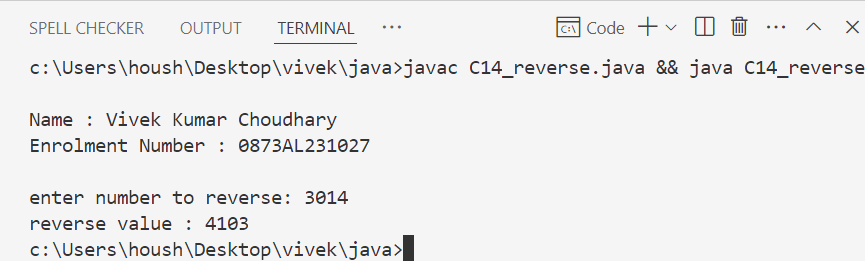 SPELL CHECKER OUTPUT TERMINAL ··· C:\ Code
c:\Users\housh\Desktop\vivek\java>javac C14_reverse.java && java C14_reverse
Name : Vivek Kumar Choudhary
Enrolment Number : 0873AL231027
enter number to reverse: 3014
reverse value : 4103
c:\Users\housh\Desktop\vivek\java>